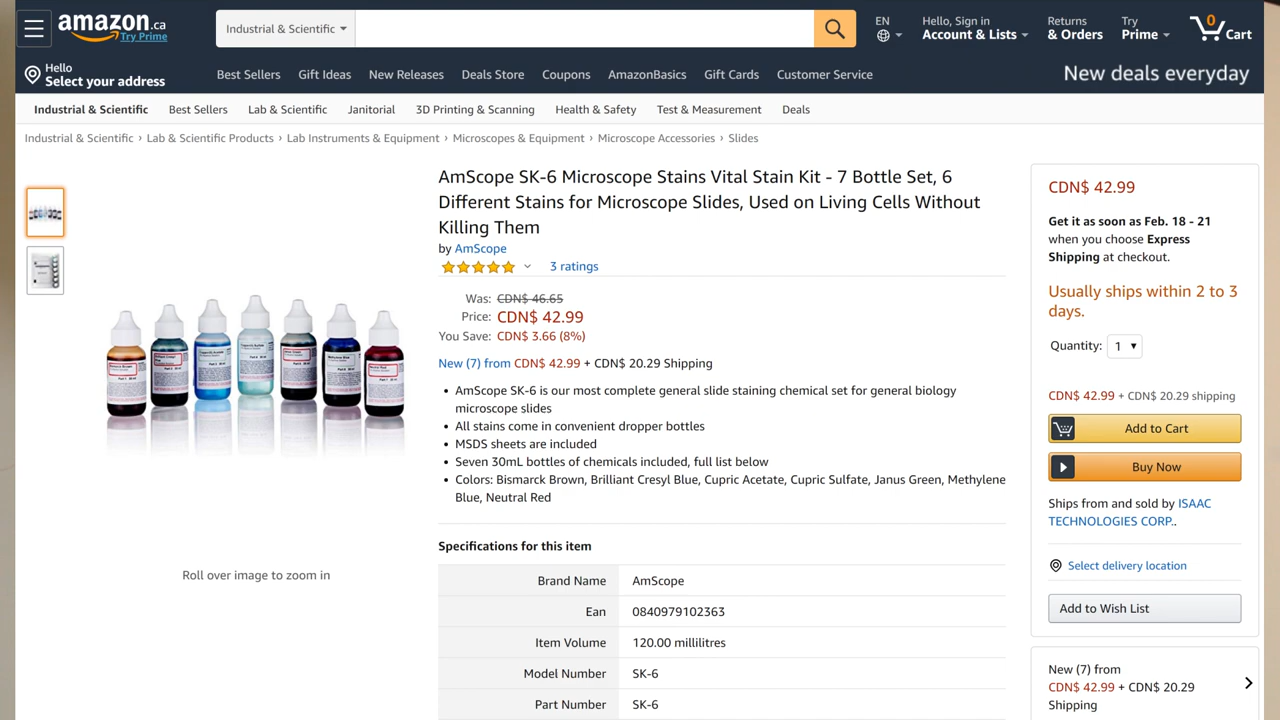 amazon.ca
Try Prime
Industrial & Scientific
EN
Hello, Sign in
Account & Lists
Returns
& Orders
Try
Prime
0
Cart
Hello
Select your address
Best Sellers
Gift Ideas
New Releases
Deals Store
Coupons
AmazonBasics
Gift Cards
Customer Service
New deals everyday
Industrial & Scientific
Best Sellers
Lab & Scientific
Janitorial
3D Printing & Scanning
Health & Safety
Test & Measurement
Deals
Industrial & Scientific › Lab & Scientific Products › Lab Instruments & Equipment › Microscopes & Equipment › Microscope Accessories › Slides
AmScope SK-6 Microscope Stains Vital Stain Kit - 7 Bottle Set, 6
Different Stains for Microscope Slides, Used on Living Cells Without
Killing Them
by AmScope
3 ratings
Was: CDN$ 46.65
Price: CDN$ 42.99
You Save: CDN$ 3.66 (8%)
New (7) from CDN$ 42.99 + CDN$ 20.29 Shipping
• AmScope SK-6 is our most complete general slide staining chemical set for general biology
microscope slides
• All stains come in convenient dropper bottles
• MSDS sheets are included
• Seven 30mL bottles of chemicals included, full list below
• Colors: Bismarck Brown, Brilliant Cresyl Blue, Cupric Acetate, Cupric Sulfate, Janus Green, Methylene
Blue, Neutral Red
Roll over image to zoom in
Specifications for this item
Brand Name AmScope
Ean 0840979102363
Item Volume 120.00 millilitres
Model Number SK-6
Part Number SK-6
CDN$ 42.99
Get it as soon as Feb. 18 - 21
when you choose Express
Shipping at checkout.
Usually ships within 2 to 3
days.
Quantity: 1
CDN$ 42.99 + CDN$ 20.29 shipping
Add to Cart
Buy Now
Ships from and sold by ISAAC
TECHNOLOGIES CORP..
Select delivery location
Add to Wish List
New (7) from
CDN$ 42.99 + CDN$ 20.29
Shipping